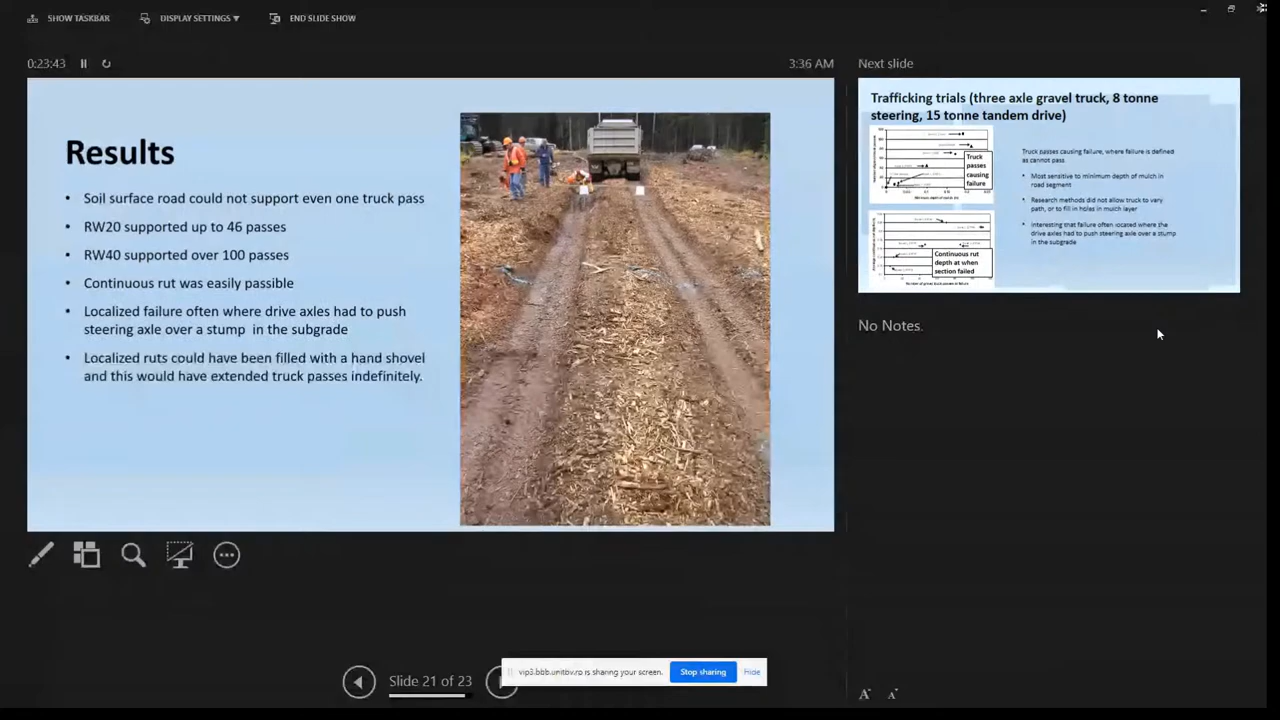 SHOW TASKBAR
DISPLAY SETTINGS ▼
END SLIDE SHOW
0:23:43
3:36 AM
Results
• Soil surface road could not support even one truck pass
• RW20 supported up to 46 passes
• RW40 supported over 100 passes
• Continuous rut was easily passible
• Localized failure often where drive axles had to push
steering axle over a stump in the subgrade
• Localized ruts could have been filled with a hand shovel
and this would have extended truck passes indefinitely.
Next slide
Trafficking trials (three axle gravel truck, 8 tonne
steering, 15 tonne tandem drive)
Truck
passes
causing
failure
Continuous rut
depth at when
section failed
Truck passes causing failure, where failure is defined
as cannot pass
• Most sensitive to minimum depth of mulch in
road segment
• Research methods did not allow truck to vary
path, or to fill in holes in mulch layer
• Interesting that failure often located where the
drive axles had to push steering axle over a stump
in the subgrade
No Notes.
Slide 21 of 23
vip3.bbb.unitbv.ro is sharing your screen.
Stop sharing
Hide
A A